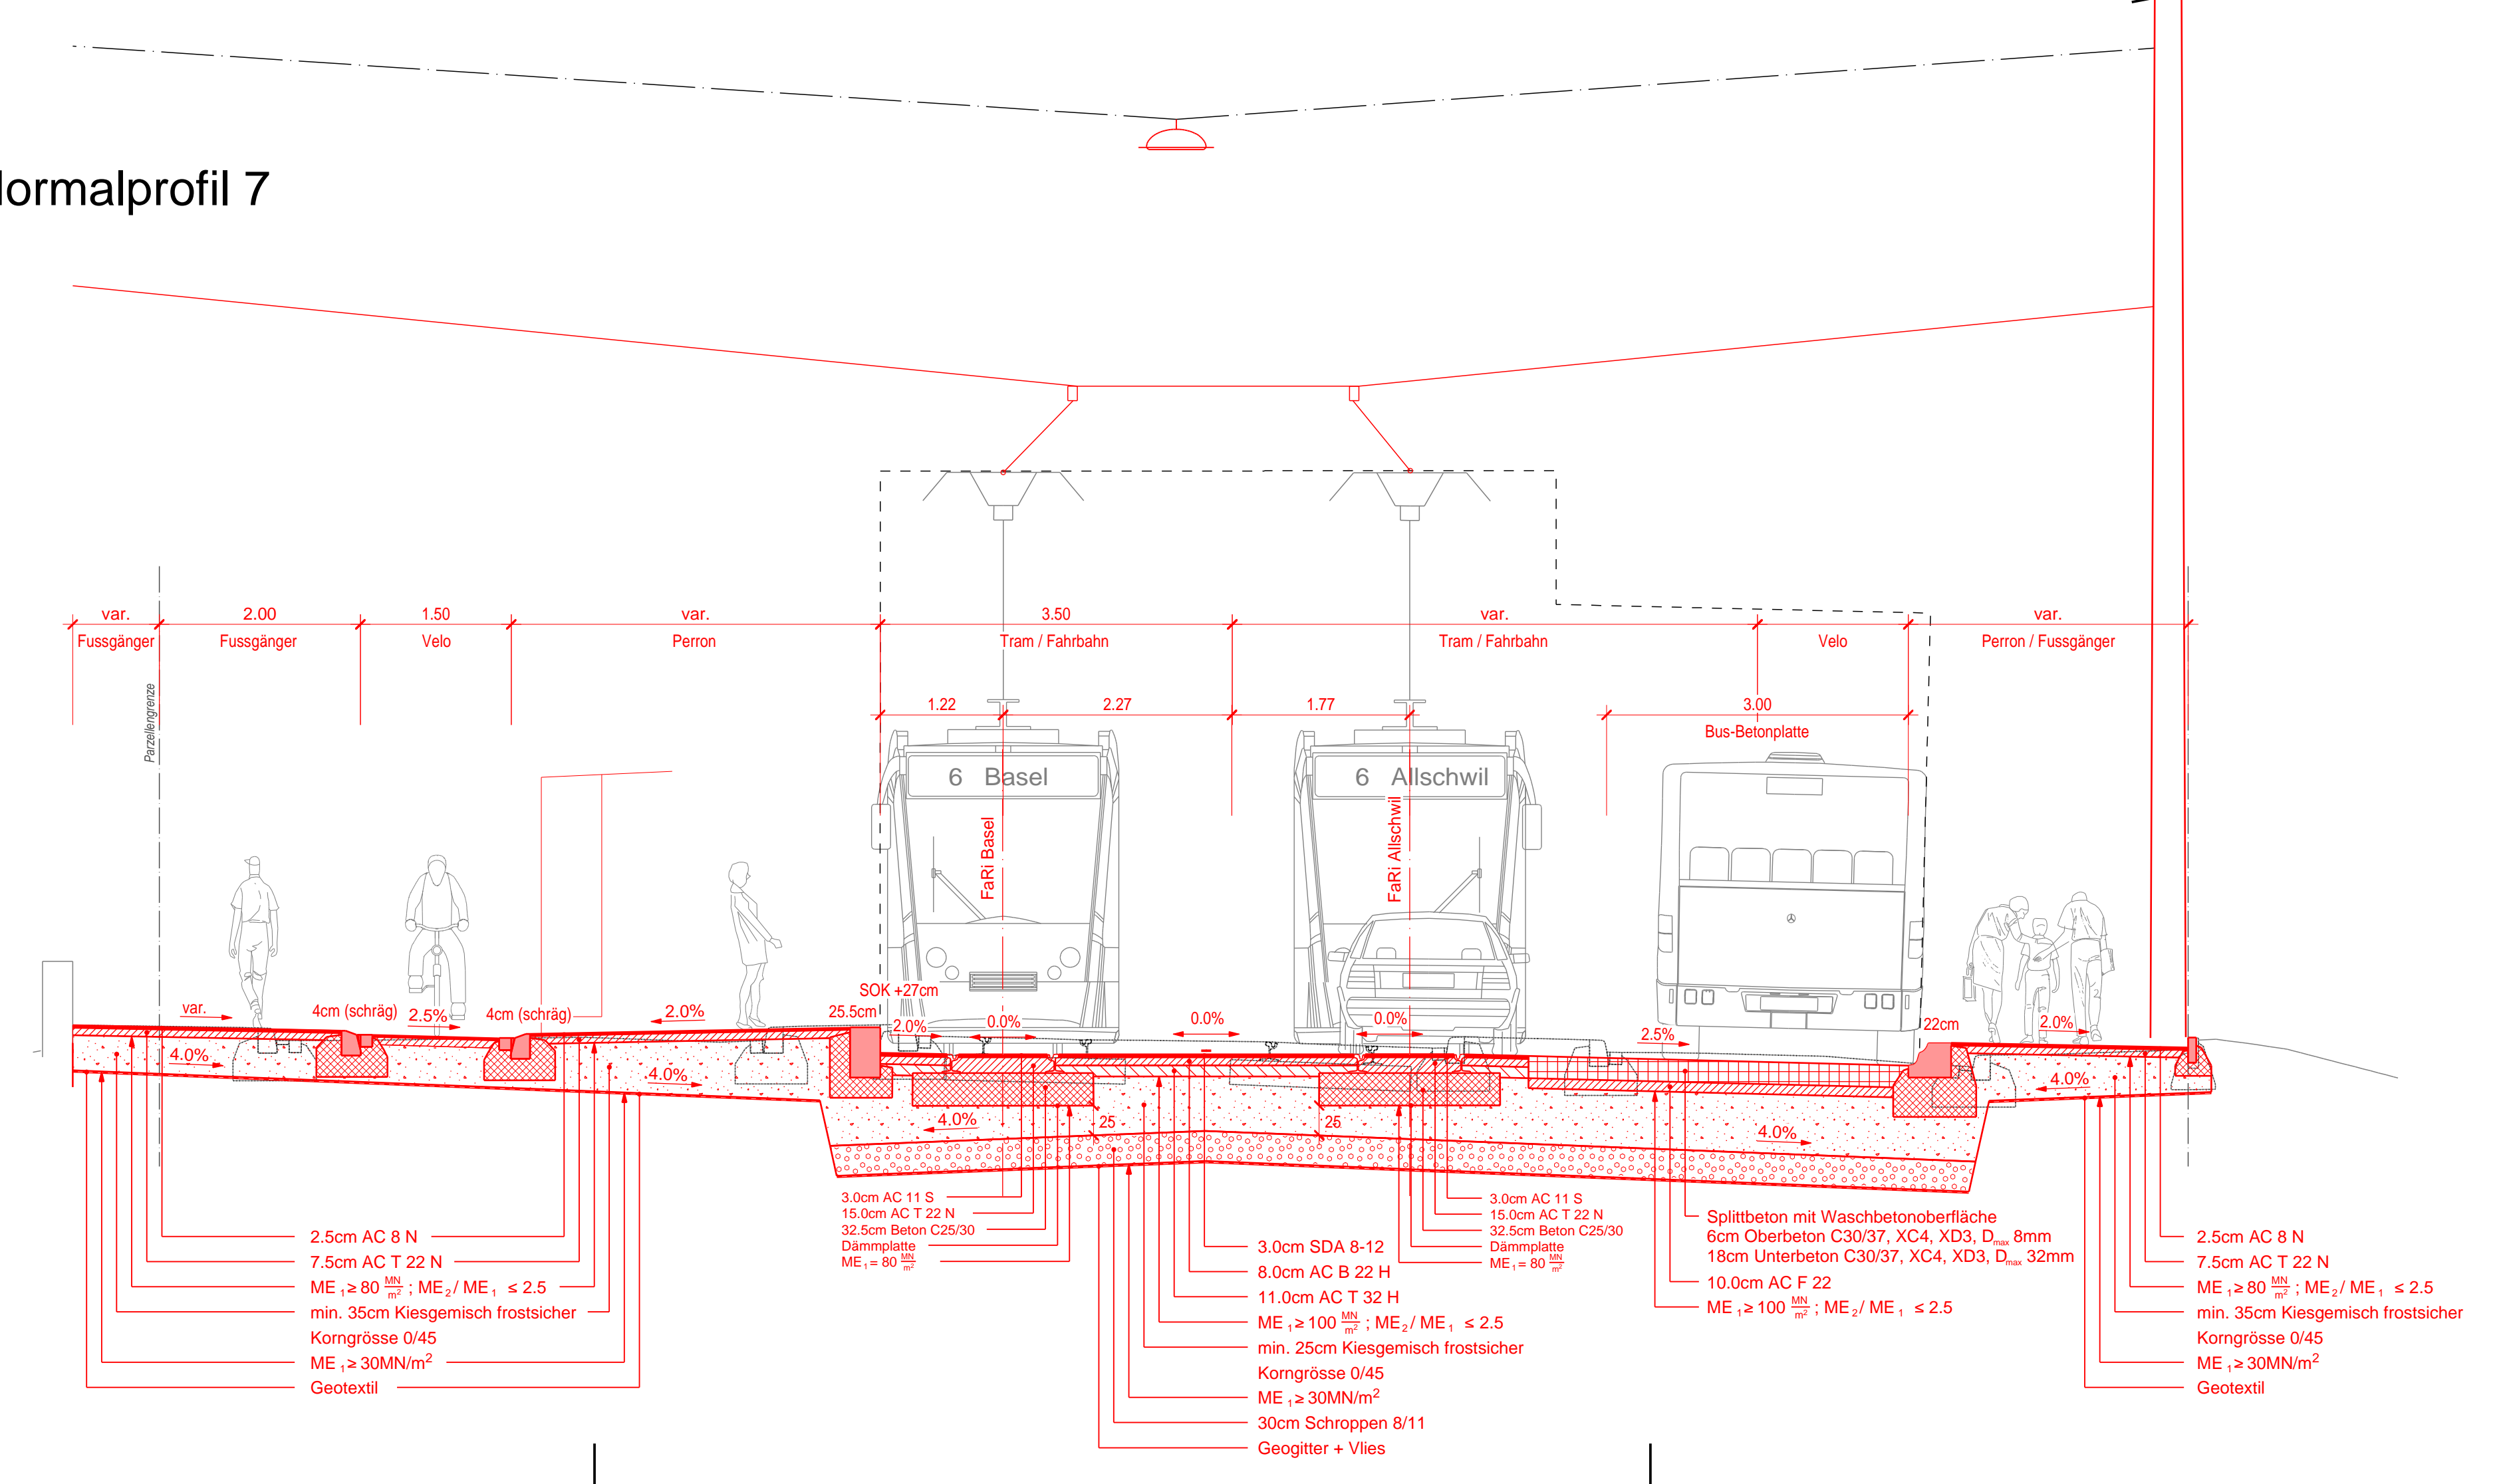 ormalprofil 7
var. 2.00 1.50 var. 3.50 var. var.
Fussgänger Fussgänger Velo Perron Tram / Fahrbahn Tram / Fahrbahn Velo Perron / Fussgänger
Parzellengrenze
1.22 2.27 1.77 3.00
Bus-Betonplatte
6 Basel
6 Allschwil
FaRi Basel
FaRi Allschwil
SOK +27cm
var. 4cm (schräg) 2.5% 4cm (schräg) 2.0% 25.5cm 2.0% 0.0% 0.0% 0.0% 2.5% 22cm 2.0%
4.0% 4.0% 4.0% 25 25 4.0% 4.0%
2.5cm AC 8 N
7.5cm AC T 22 N
ME₁ ≥ 80 MN/m² ; ME₂ / ME₁ ≤ 2.5
min. 35cm Kiesgemisch frostsicher
Korngrösse 0/45
ME₁ ≥ 30MN/m²
Geotextil
3.0cm AC 11 S
15.0cm AC T 22 N
32.5cm Beton C25/30
Dämmplatte
ME₁ = 80 MN/m²
3.0cm SDA 8-12
8.0cm AC B 22 H
11.0cm AC T 32 H
ME₁ ≥ 100 MN/m² ; ME₂ / ME₁ ≤ 2.5
min. 25cm Kiesgemisch frostsicher
Korngrösse 0/45
ME₁ ≥ 30MN/m²
30cm Schroppen 8/11
Geogitter + Vlies
3.0cm AC 11 S
15.0cm AC T 22 N
32.5cm Beton C25/30
Dämmplatte
ME₁ = 80 MN/m²
Splittbeton mit Waschbetonoberfläche
6cm Oberbeton C30/37, XC4, XD3, Dmax 8mm
18cm Unterbeton C30/37, XC4, XD3, Dmax 32mm
10.0cm AC F 22
ME₁ ≥ 100 MN/m² ; ME₂ / ME₁ ≤ 2.5
2.5cm AC 8 N
7.5cm AC T 22 N
ME₁ ≥ 80 MN/m² ; ME₂ / ME₁ ≤ 2.5
min. 35cm Kiesgemisch frostsicher
Korngrösse 0/45
ME₁ ≥ 30MN/m²
Geotextil